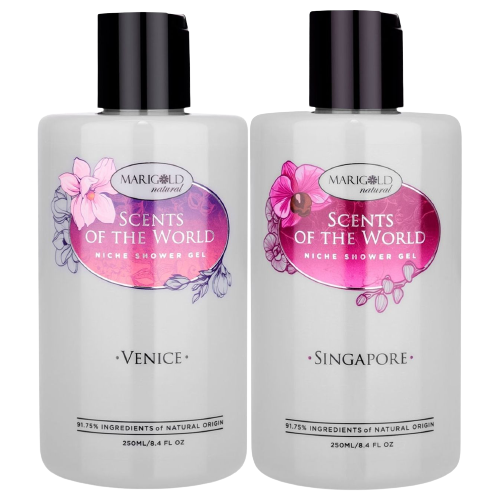 MARIGOLD
natural
SCENTS
OF THE WORLD
NICHE SHOWER GEL
• VENICE •
91.75% INGREDIENTS of NATURAL ORIGIN
250ML/8.4 FL OZ
MARIGOLD
natural
SCENTS
OF THE WORLD
NICHE SHOWER GEL
• SINGAPORE •
91.75% INGREDIENTS of NATURAL ORIGIN
250ML/8.4 FL OZ